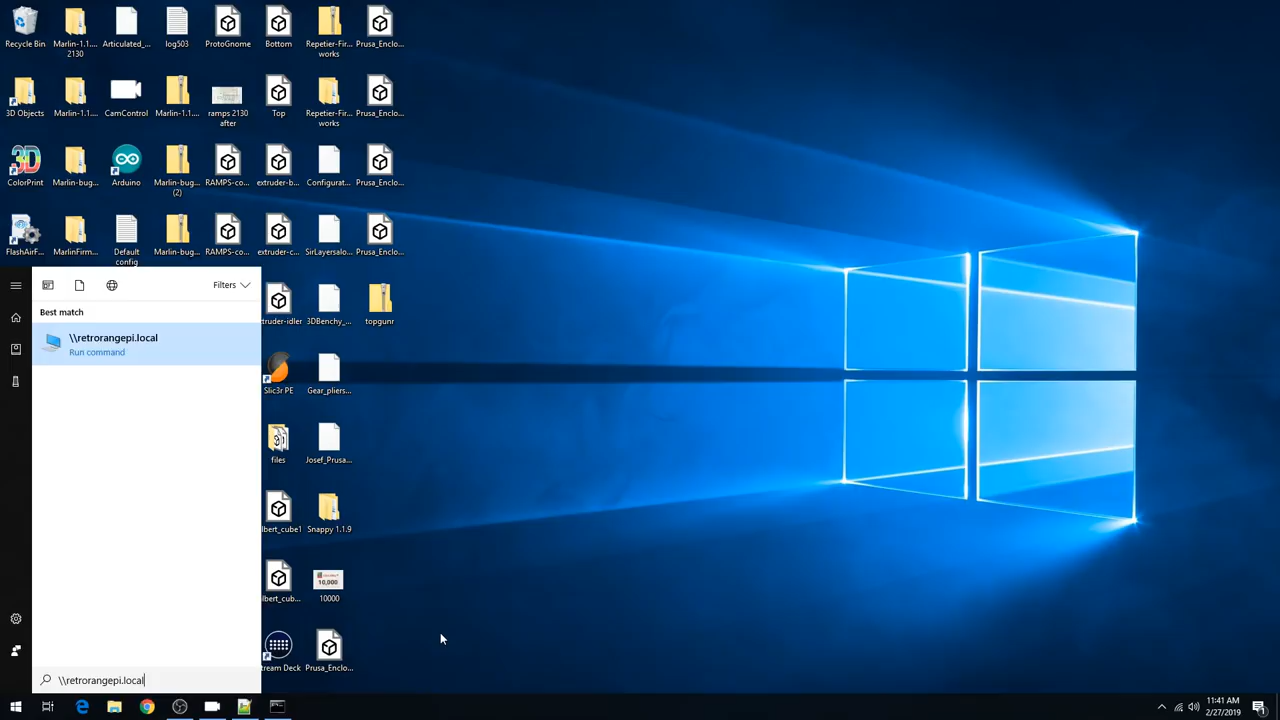 Recycle Bin
Marlin-1.1....
2130
Articulated_...
log503
ProtoGnome
Bottom
Repetier-Fir...
works
Prusa_Enclo...
3D Objects
Marlin-1.1....
CamControl
Marlin-1.1....
ramps 2130
after
Top
Repetier-Fir...
works
Prusa_Enclo...
ColorPrint
Marlin-bug...
Arduino
Marlin-bug...
(2)
RAMPS-co...
extruder-b...
Configurat...
Prusa_Enclo...
FlashAirF...
MarlinFirm...
Default
config
Marlin-bug...
RAMPS-co...
extruder-c...
SirLayersalo...
Prusa_Enclo...
Filters
Best match
\\retrorangepi.local
Run command
truder-idler
3DBenchy_...
topgunr
Slic3r PE
Gear_pliers...
files
Josef_Prusa...
lbert_cube1
Snappy 1.1.9
lbert_cub...
10,000
10000
tream Deck
Prusa_Enclo...
\\retrorangepi.local
11:41 AM
2/27/2019
1